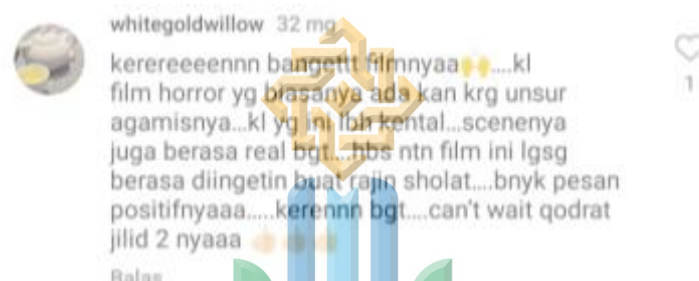 whitegoldwillow 32 mg
kerereeeennn bangettt filmnyaa🙌....kl
film horror yg biasanya ada kan krg unsur
agamisnya...kl yg ini lbh kental...scenenya
juga berasa real bgt....hbs ntn film ini lgsg
berasa diingetin buat rajin sholat....bnyk pesan
positifnyaaa.....kerennn bgt....can't wait qodrat
jilid 2 nyaaa 👍👍👍
1
Balas